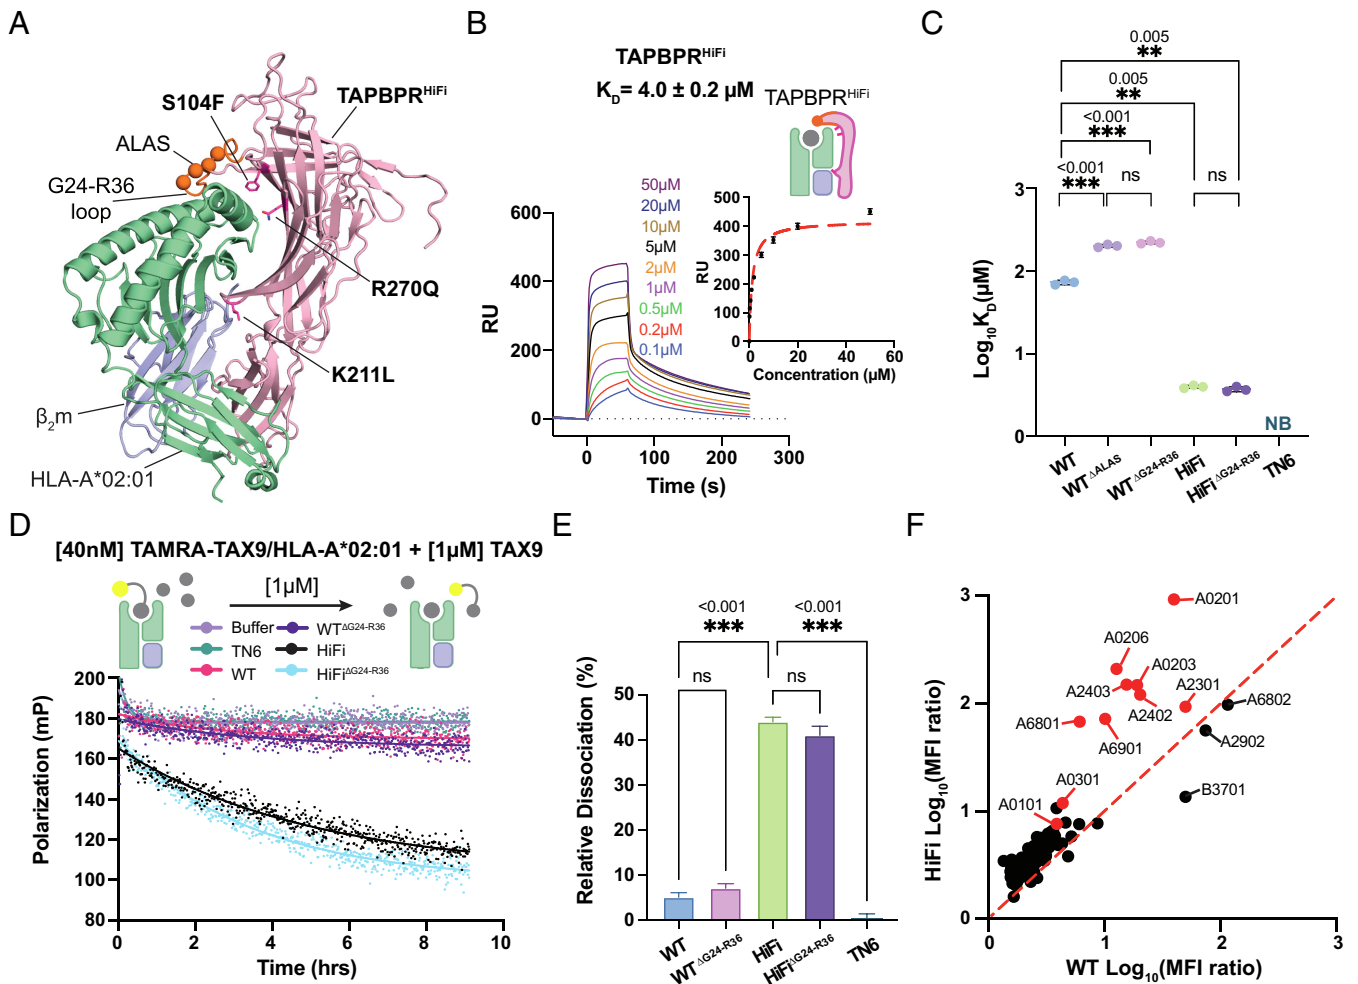 A
S104F
TAPBPR^HiFi
ALAS
G24-R36
loop
R270Q
K211L
β2m
HLA-A*02:01
B
TAPBPR^HiFi
K_D= 4.0 ± 0.2 µM
TAPBPR^HiFi
50µM
20µM
10µM
5µM
2µM
1µM
0.5µM
0.2µM
0.1µM
RU
600
400
200
0
0 100 200 300
Time (s)
RU
500
400
300
200
100
0
0 20 40 60
Concentration (µM)
C
0.005
**
0.005
**
<0.001
***
<0.001
***
ns
ns
Log10K_D(µM)
3
2
1
0
NB
WT
WT^ΔALAS
WT^ΔG24-R36
HiFi
HiFi^ΔG24-R36
TN6
D
[40nM] TAMRA-TAX9/HLA-A*02:01 + [1µM] TAX9
[1µM]
Buffer
TN6
WT
WT^ΔG24-R36
HiFi
HiFi^ΔG24-R36
Polarization (mP)
200
180
160
140
120
100
80
0 2 4 6 8 10
Time (hrs)
E
<0.001
***
<0.001
***
ns
ns
Relative Dissociation (%)
50
40
30
20
10
0
WT
WT^ΔG24-R36
HiFi
HiFi^ΔG24-R36
TN6
F
HiFi Log10(MFI ratio)
3
2
1
0
A0201
A0206
A0203
A2403
A2402
A2301
A6802
A6801
A6901
A2902
B3701
A0301
A0101
0 1 2 3
WT Log10(MFI ratio)